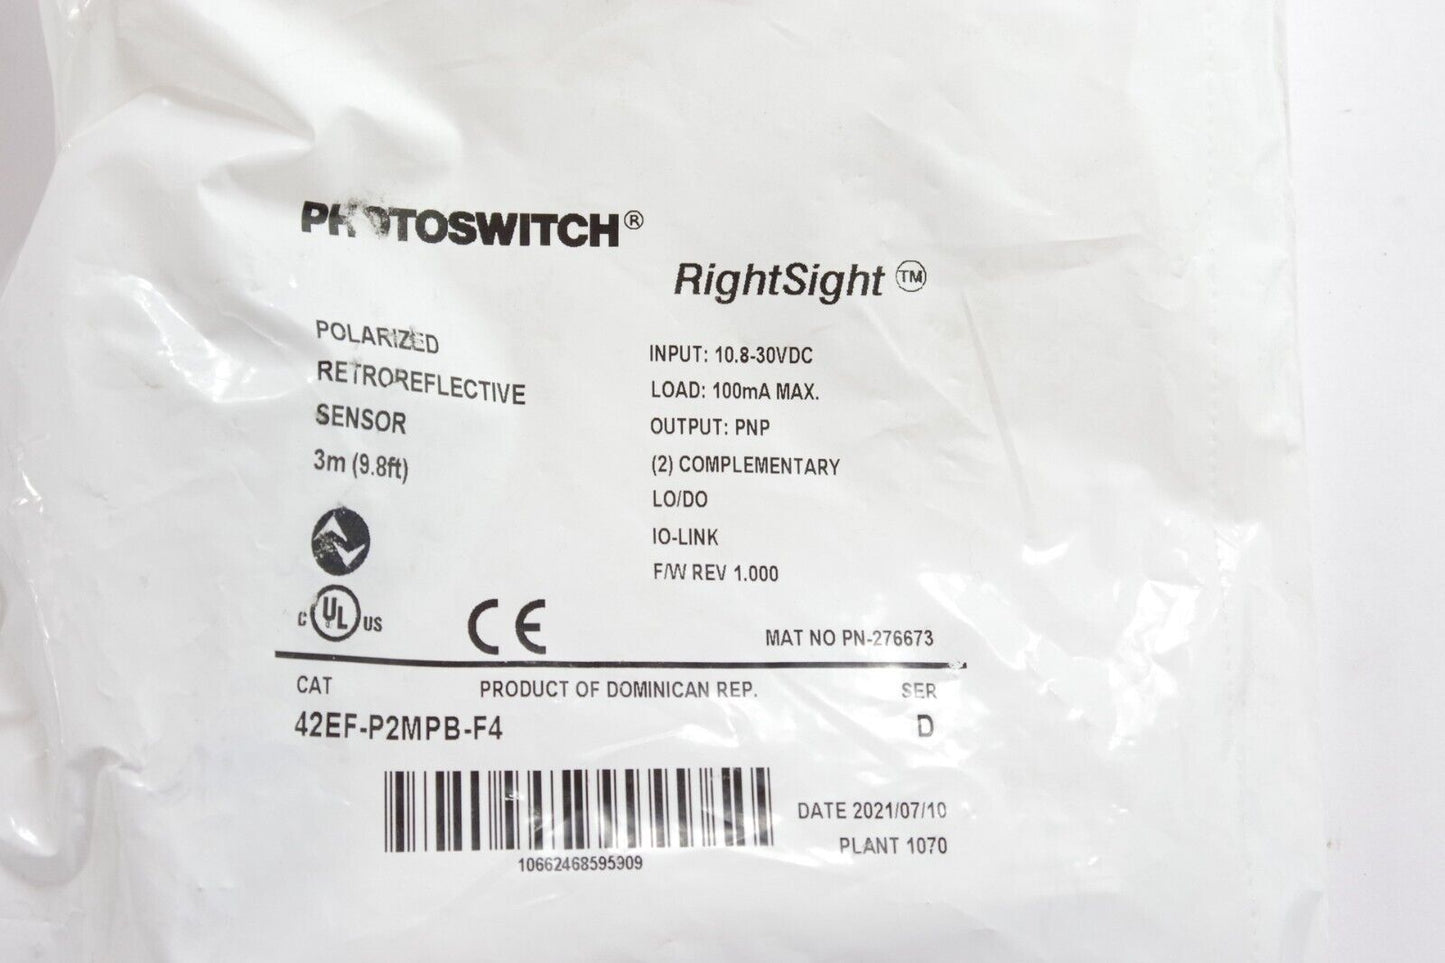 PHOTOSWITCH®
RightSight ™
POLARIZED
RETROREFLECTIVE
SENSOR
3m (9.8ft)
INPUT: 10.8-30VDC
LOAD: 100mA MAX.
OUTPUT: PNP
(2) COMPLEMENTARY
LO/DO
IO-LINK
F/W REV 1.000
C UL US
CE
MAT NO PN-276673
CAT PRODUCT OF DOMINICAN REP. SER
42EF-P2MPB-F4 D
DATE 2021/07/10
PLANT 1070
10662468595909